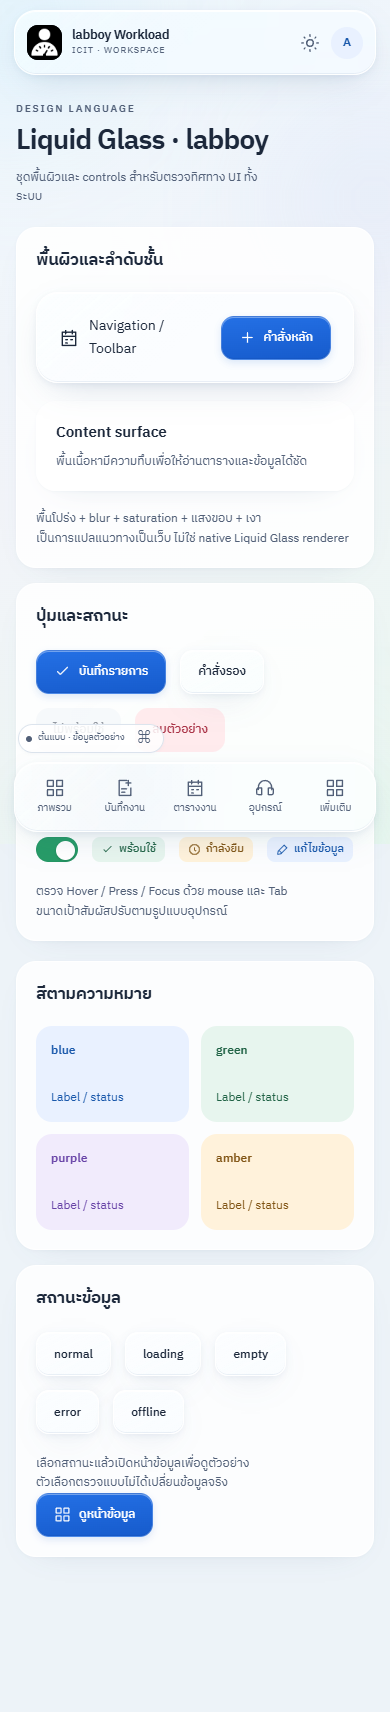 labboy Workload
ICIT · WORKSPACE
A
DESIGN LANGUAGE
Liquid Glass · labboy
ชุดพื้นผิวและ controls สำหรับตรวจทิศทาง UI ทั้ง
ระบบ
พื้นผิวและลำดับชั้น
Navigation /
Toolbar
คำสั่งหลัก
Content surface
พื้นเนื้อหามีความทึบเพื่อให้อ่านตารางและข้อมูลได้ชัด
พื้นโปร่ง + blur + saturation + แสงขอบ + เงา
เป็นการแปลแนวทางเป็นเว็บ ไม่ใช่ native Liquid Glass renderer
ปุ่มและสถานะ
บันทึกรายการ
คำสั่งรอง
ลบตัวอย่าง
ต้นแบบ · ข้อมูลตัวอย่าง ⌘
ภาพรวม
บันทึกงาน
ตารางงาน
อุปกรณ์
เพิ่มเติม
พร้อมใช้
กำลังยืม
แก้ไขข้อมูล
ตรวจ Hover / Press / Focus ด้วย mouse และ Tab
ขนาดเป้าสัมผัสปรับตามรูปแบบอุปกรณ์
สีตามความหมาย
blue
green
Label / status
Label / status
purple
amber
Label / status
Label / status
สถานะข้อมูล
normal
loading
empty
error
offline
เลือกสถานะแล้วเปิดหน้าข้อมูลเพื่อดูตัวอย่าง
ตัวเลือกตรวจแบบไม่ได้เปลี่ยนข้อมูลจริง
ดูหน้าข้อมูล